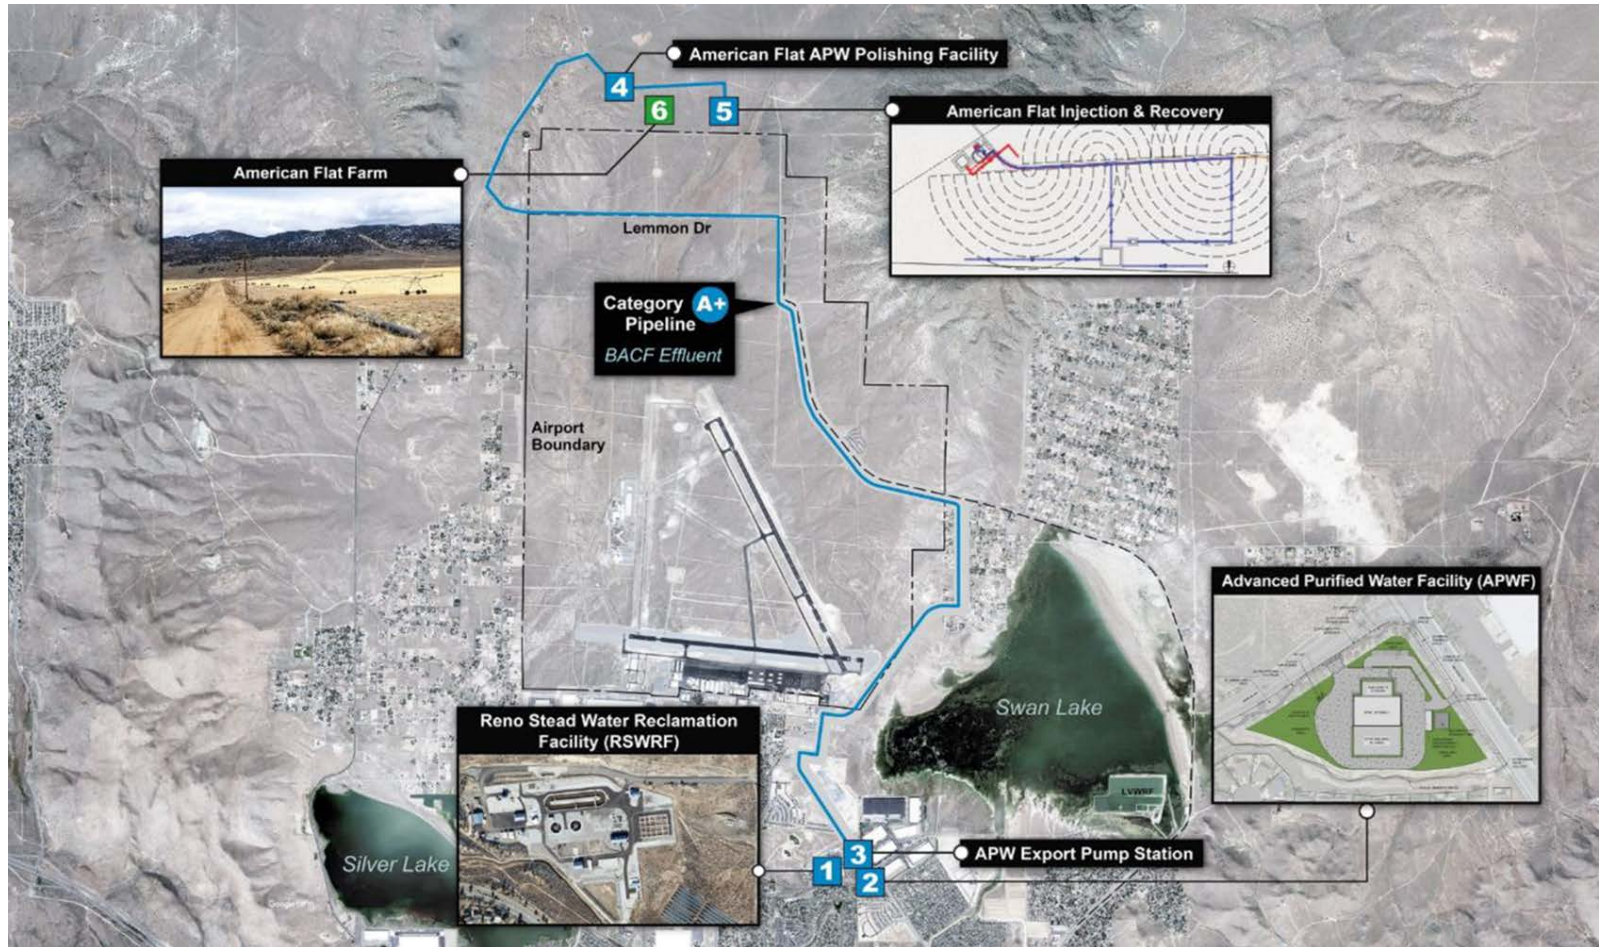 American Flat APW Polishing Facility
4
6
5
American Flat Injection & Recovery
American Flat Farm
Lemmon Dr
Category A+
Pipeline
BACF Effluent
Airport
Boundary
Advanced Purified Water Facility (APWF)
Swan Lake
Reno Stead Water Reclamation
Facility (RSWRF)
LVWRF
Silver Lake
3
APW Export Pump Station
1
2